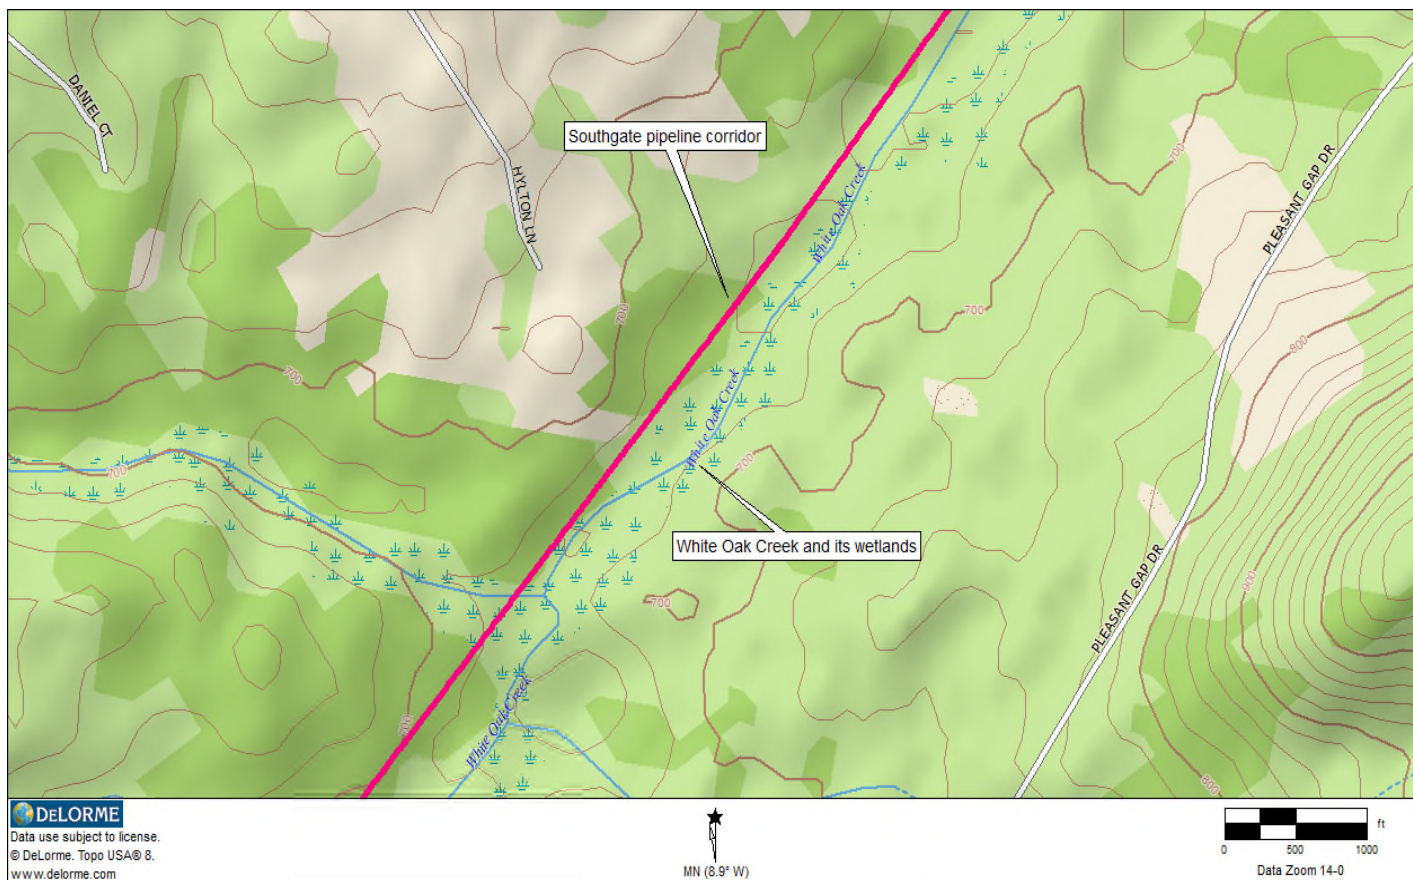 DANIEL CT
HYLTON LN
Southgate pipeline corridor
White Oak Creek
700
PLEASANT GAP DR
700
700
700
800
White Oak Creek
700
700
White Oak Creek and its wetlands
PLEASANT GAP DR
900
700
700
White Oak Creek
800
DELORME
Data use subject to license.
© DeLorme. Topo USA® 8.
www.delorme.com
MN (8.9° W)
ft
0 500 1000
Data Zoom 14-0